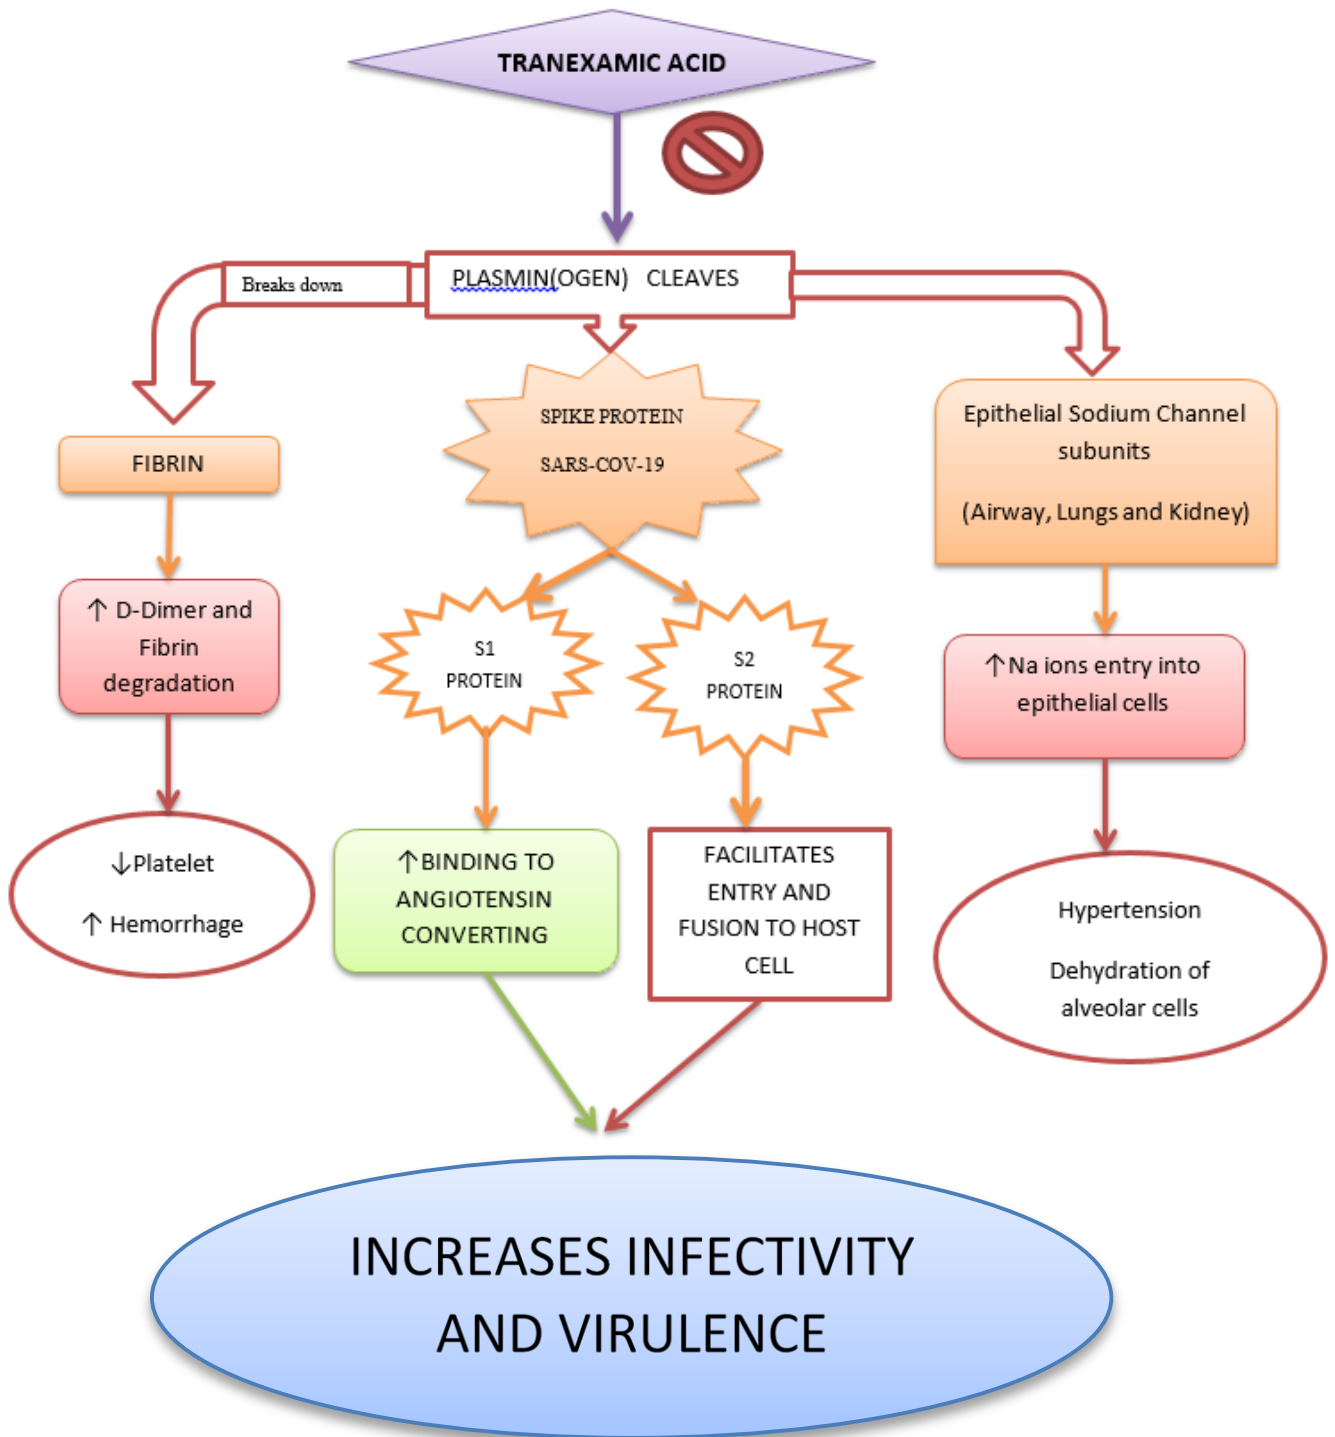 TRANEXAMIC ACID
Breaks down
PLASMIN(OGEN) CLEAVES
FIBRIN
SPIKE PROTEIN
SARS-COV-19
Epithelial Sodium Channel
subunits
(Airway, Lungs and Kidney)
↑ D-Dimer and
Fibrin
degradation
S1
PROTEIN
S2
PROTEIN
↑Na ions entry into
epithelial cells
↓Platelet
↑ Hemorrhage
↑BINDING TO
ANGIOTENSIN
CONVERTING
FACILITATES
ENTRY AND
FUSION TO HOST
CELL
Hypertension
Dehydration of
alveolar cells
INCREASES INFECTIVITY
AND VIRULENCE